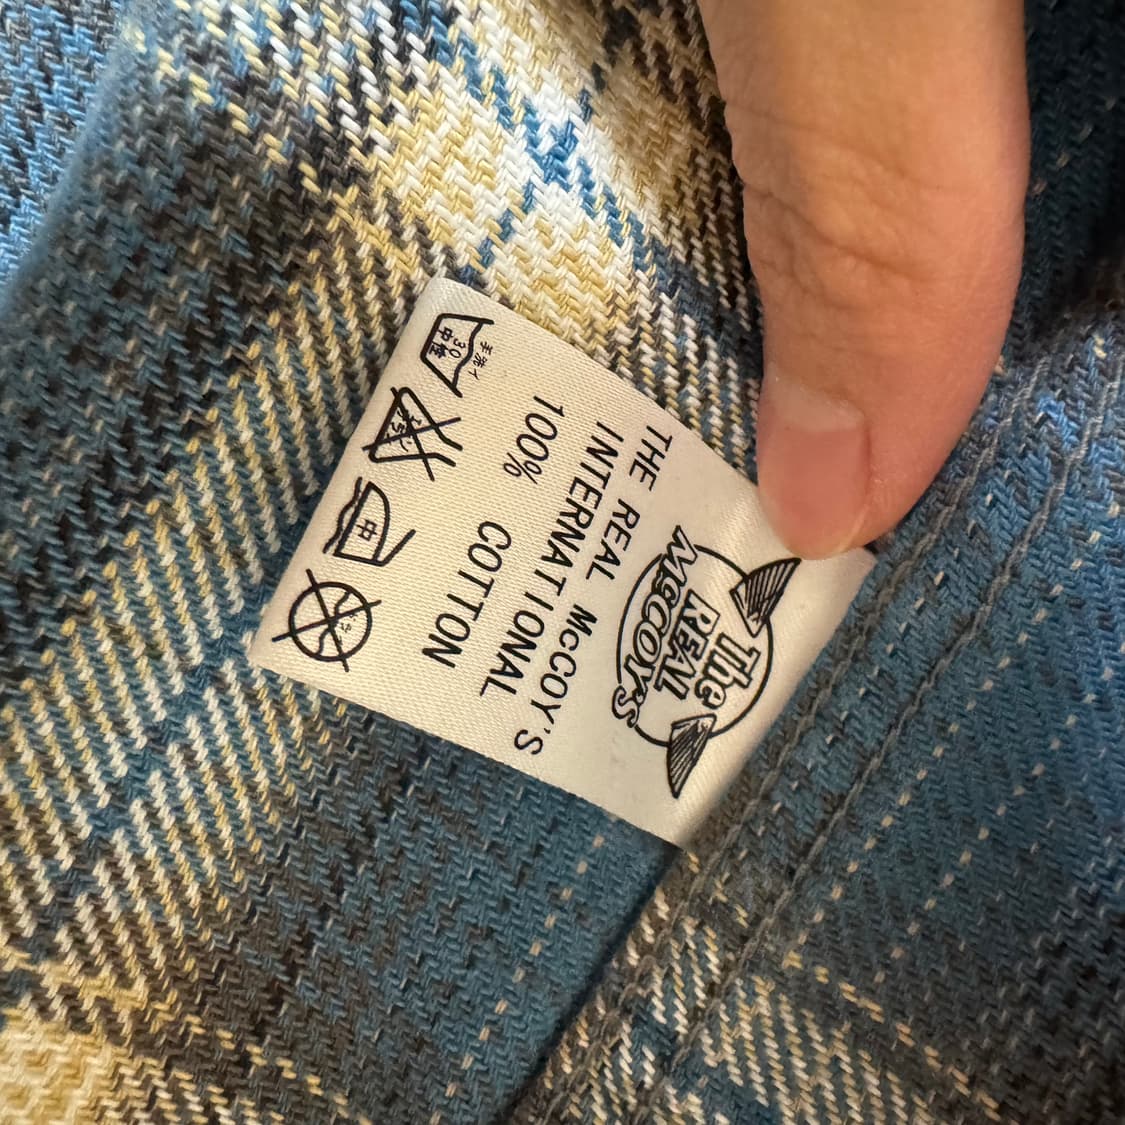 The
REAL
McCOY'S
THE REAL McCOY'S
INTERNATIONAL
100% COTTON
手洗イ
30
中性
中